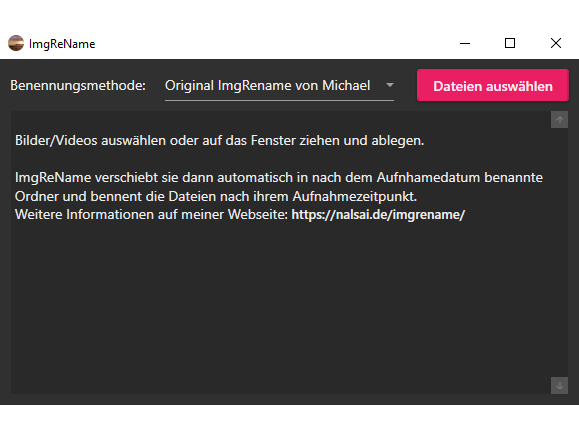 ImgReName
Benennungsmethode: Original ImgRename von Michael Dateien auswählen
Bilder/Videos auswählen oder auf das Fenster ziehen und ablegen.
ImgReName verschiebt sie dann automatisch in nach dem Aufnhamedatum benannte
Ordner und bennent die Dateien nach ihrem Aufnahmezeitpunkt.
Weitere Informationen auf meiner Webseite: https://nalsai.de/imgrename/